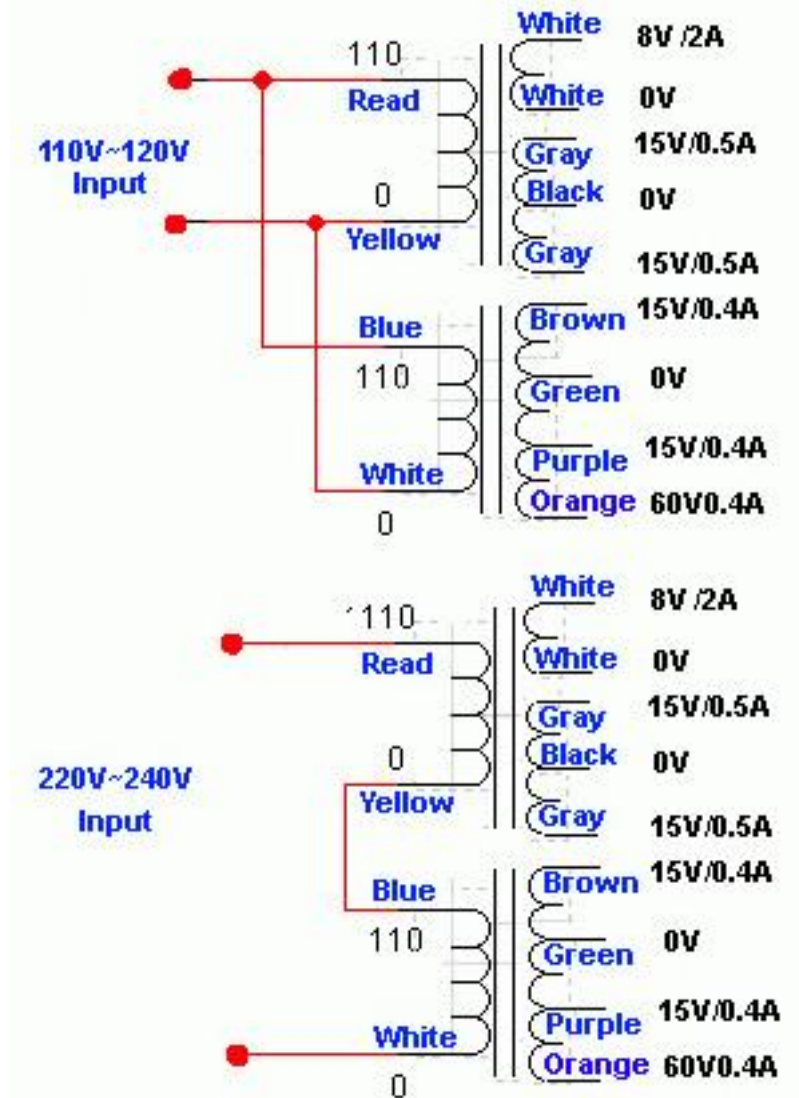 White 8V /2A
110
Read
White 0V
110V~120V
Input
Gray 15V/0.5A
0
Black 0V
Yellow
Gray 15V/0.5A
Blue
Brown 15V/0.4A
110
Green 0V
White
Purple 15V/0.4A
0
Orange 60V0.4A
White 8V /2A
110
Read
White 0V
Gray 15V/0.5A
220V~240V
Input
0
Black 0V
Yellow
Gray 15V/0.5A
Blue
Brown 15V/0.4A
110
Green 0V
White
Purple 15V/0.4A
0
Orange 60V0.4A